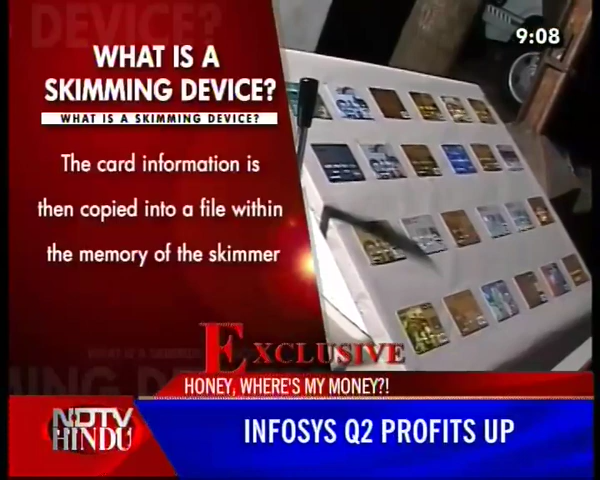 9:08
WHAT IS A
SKIMMING DEVICE?
WHAT IS A SKIMMING DEVICE?
The card information is
then copied into a file within
the memory of the skimmer
EXCLUSIVE
HONEY, WHERE'S MY MONEY?!
NDTV
HINDU
INFOSYS Q2 PROFITS UP